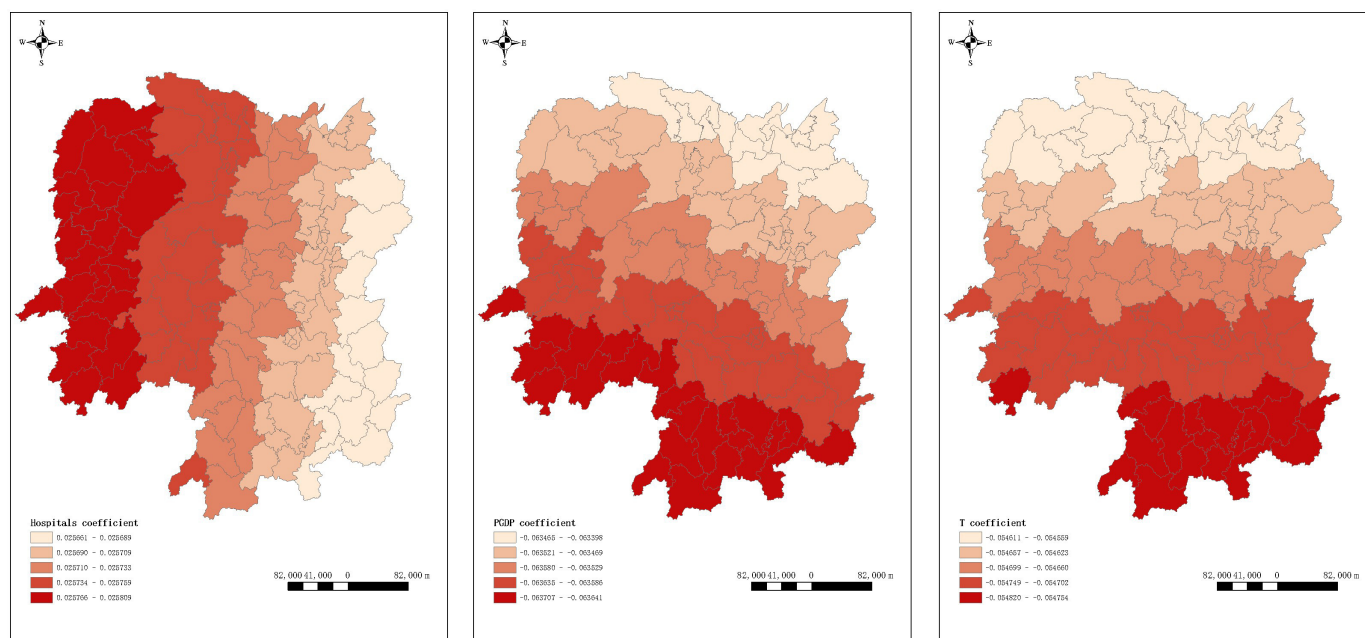 N
W E
S
Hospitals coefficient
0.025661 - 0.025689
0.025690 - 0.025709
0.025710 - 0.025733
0.025734 - 0.025759
0.025766 - 0.025809
82,000 41,000 0 82,000 m
N
W E
S
PGDP coefficient
-0.063465 - -0.063398
-0.063521 - -0.063469
-0.063580 - -0.063529
-0.063635 - -0.063586
-0.063707 - -0.063641
82,000 41,000 0 82,000 m
N
W E
S
T coefficient
-0.054611 - -0.054559
-0.054657 - -0.054623
-0.054699 - -0.054660
-0.054749 - -0.054702
-0.054820 - -0.054754
82,000 41,000 0 82,000 m